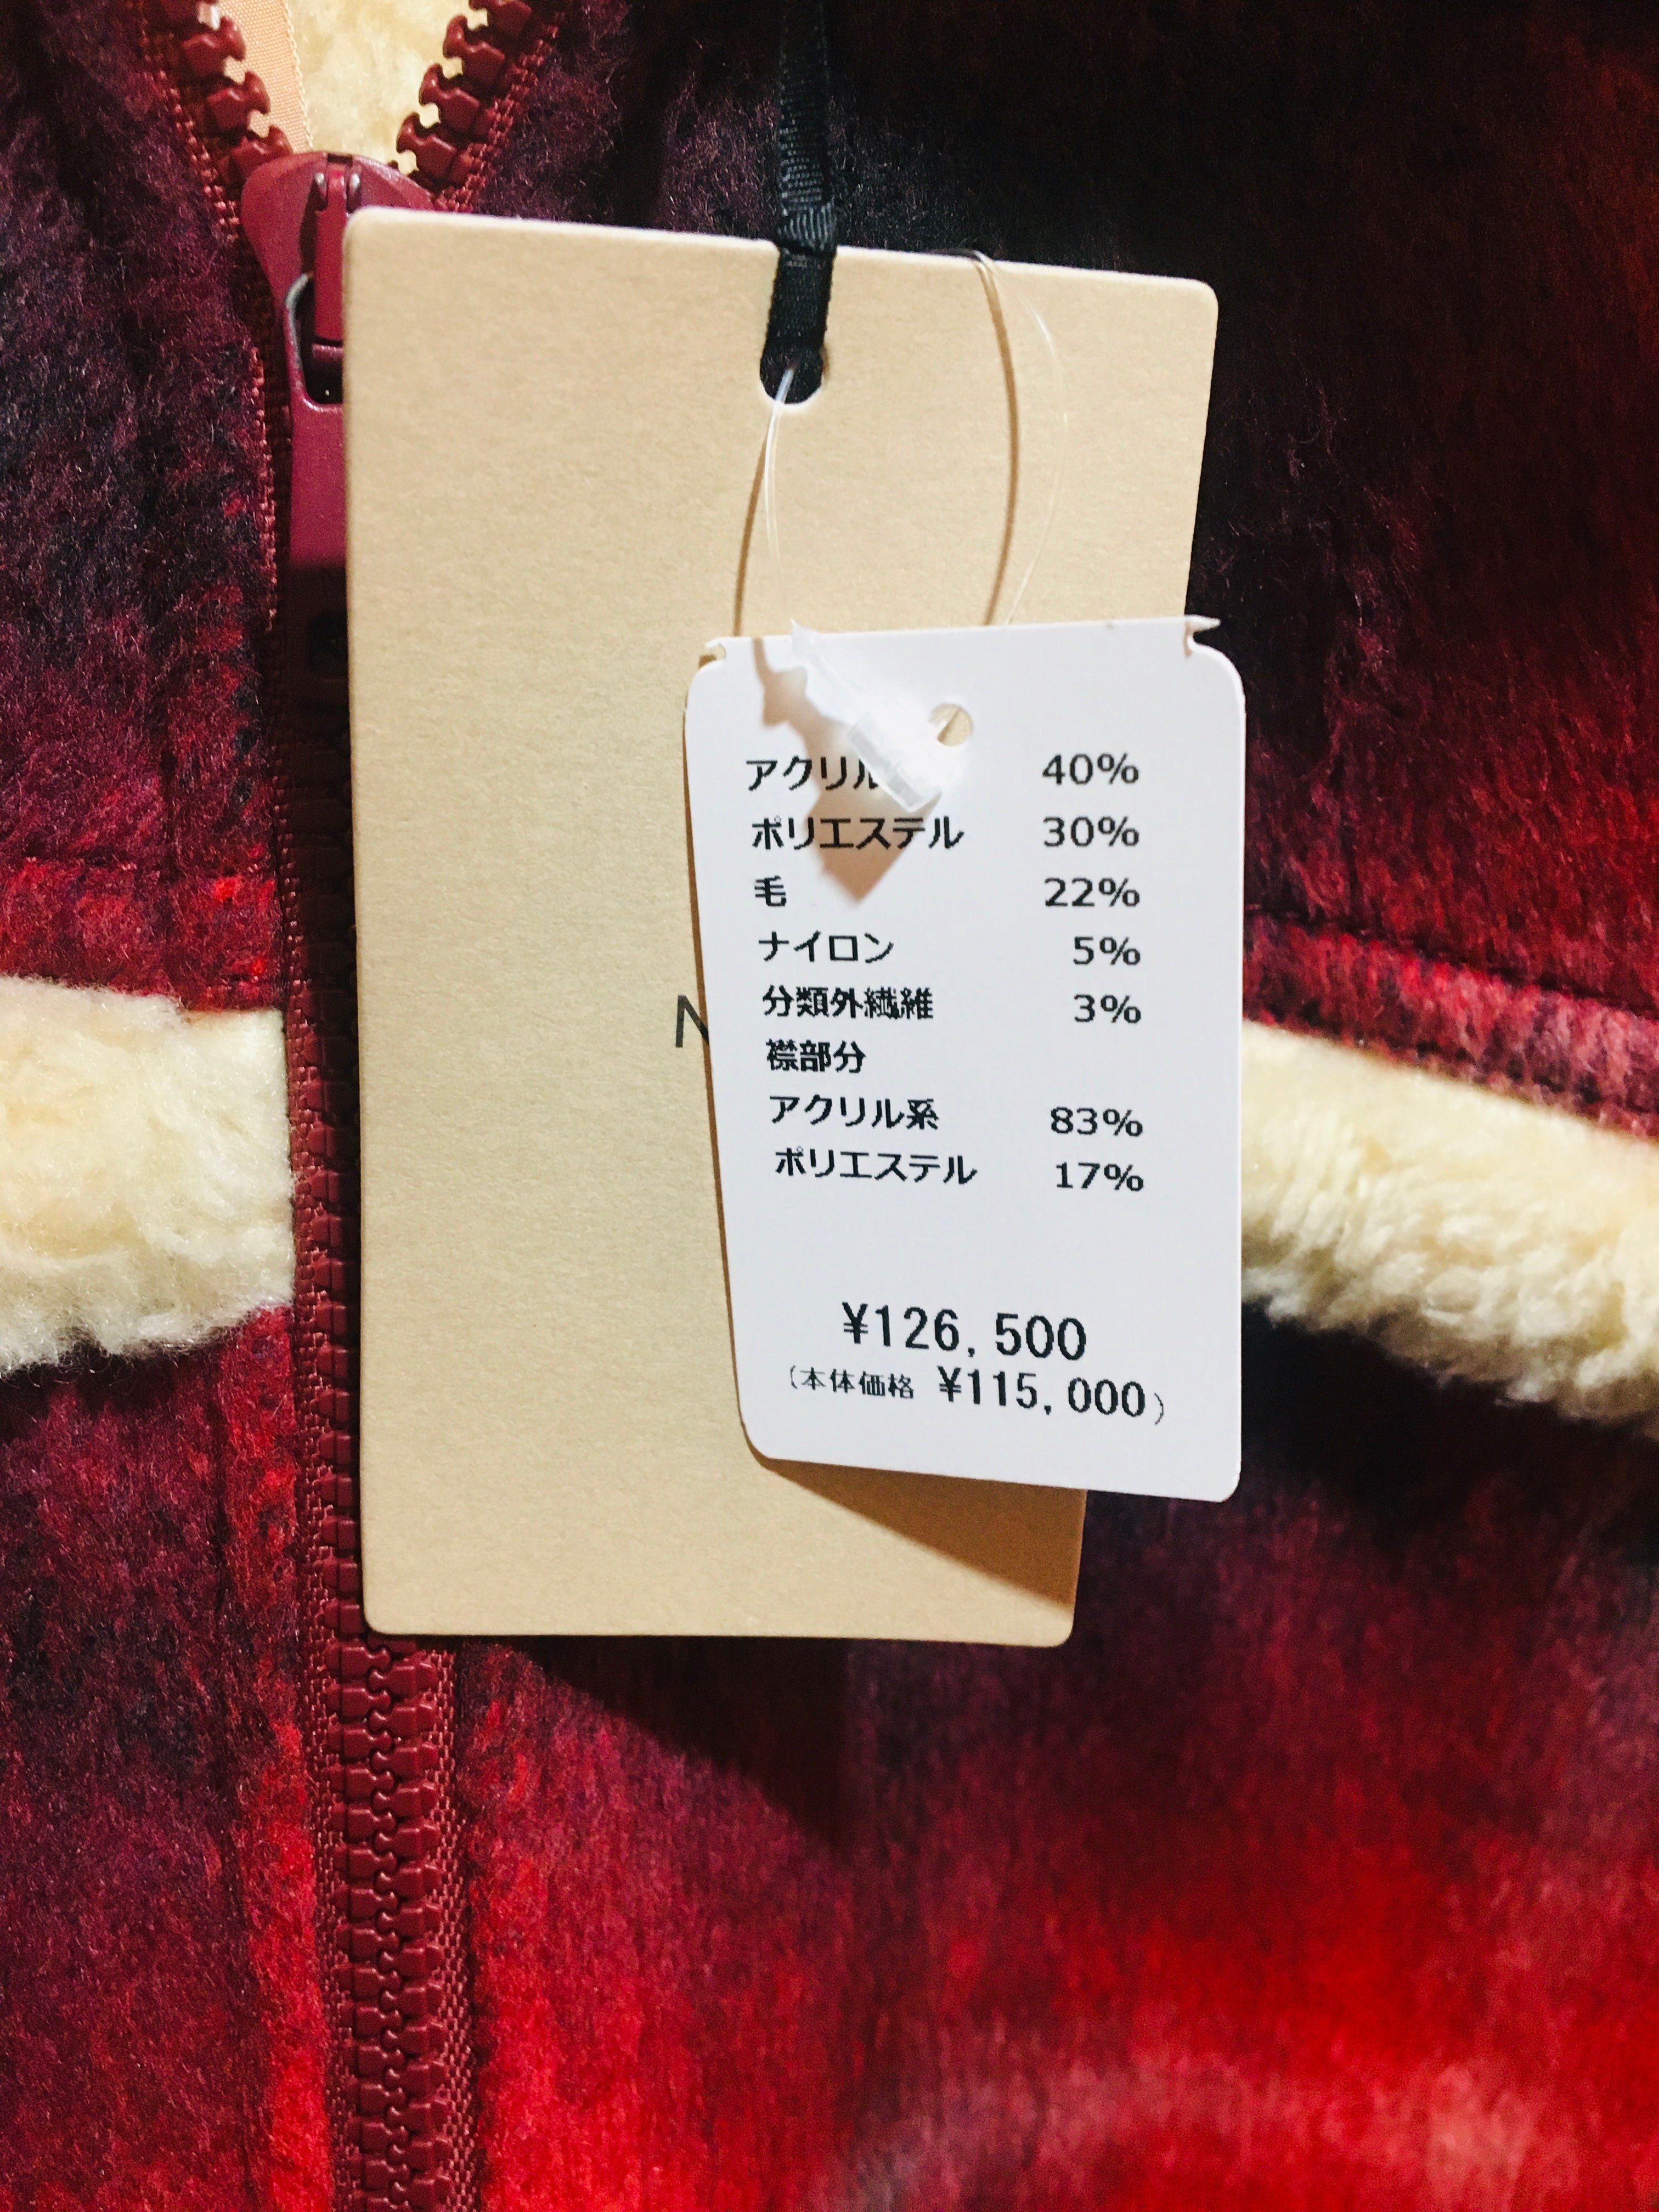 アクリル 40%
ポリエステル 30%
毛 22%
ナイロン 5%
分類外繊維 3%
襟部分
アクリル系 83%
ポリエステル 17%
¥126,500
(本体価格 ¥115,000)